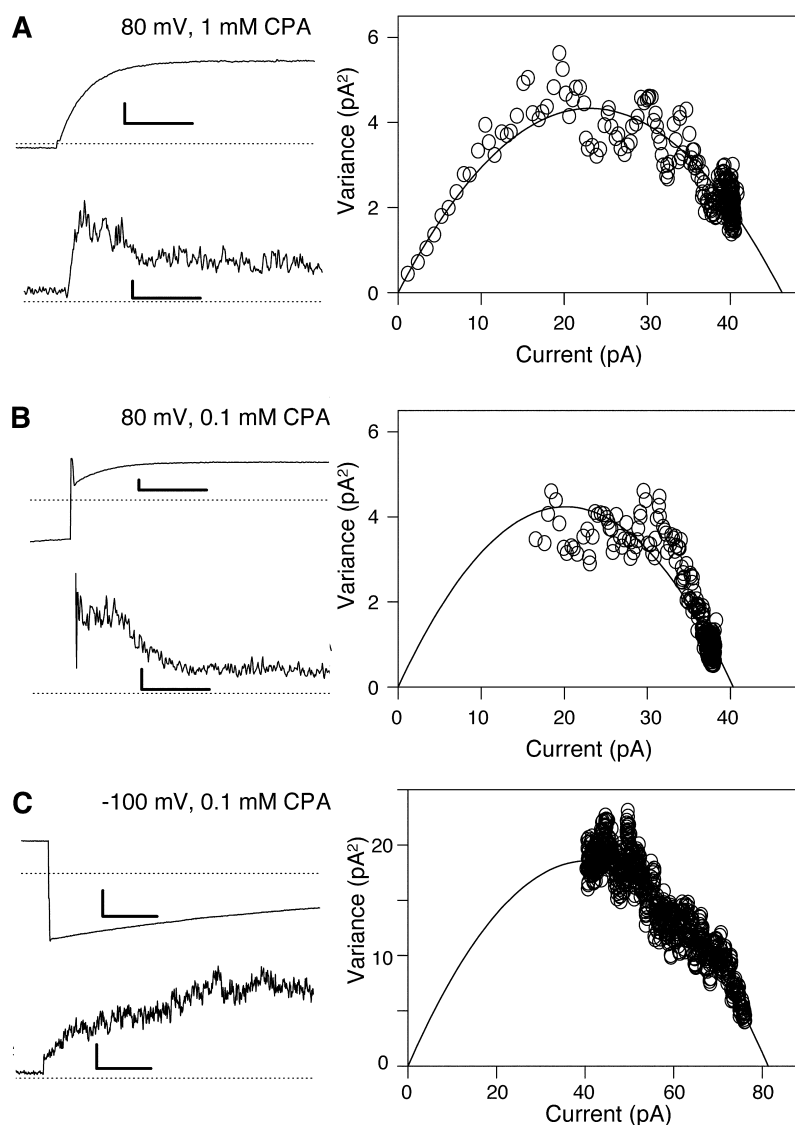 A
80 mV, 1 mM CPA
6
4
2
0
Variance (pA²)
0 10 20 30 40
Current (pA)
B
80 mV, 0.1 mM CPA
6
4
2
0
Variance (pA²)
0 10 20 30 40
Current (pA)
C
-100 mV, 0.1 mM CPA
20
10
0
Variance (pA²)
0 20 40 60 80
Current (pA)